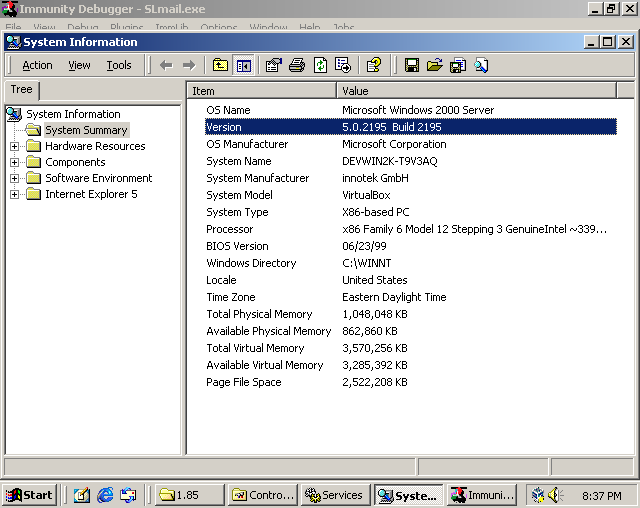 Immunity Debugger - SLmail.exe
File View Debug Plugins ImmLib Options Window Help Jobs
System Information
Action View Tools
Tree
Item Value
System Information
System Summary
Hardware Resources
Components
Software Environment
Internet Explorer 5
OS Name Microsoft Windows 2000 Server
Version 5.0.2195 Build 2195
OS Manufacturer Microsoft Corporation
System Name DEVWIN2K-T9V3AQ
System Manufacturer innotek GmbH
System Model VirtualBox
System Type X86-based PC
Processor x86 Family 6 Model 12 Stepping 3 GenuineIntel ~339...
BIOS Version 06/23/99
Windows Directory C:\WINNT
Locale United States
Time Zone Eastern Daylight Time
Total Physical Memory 1,048,048 KB
Available Physical Memory 862,860 KB
Total Virtual Memory 3,570,256 KB
Available Virtual Memory 3,285,392 KB
Page File Space 2,522,208 KB
Start 1.85 Contro... Services Syste... Immuni... 8:37 PM